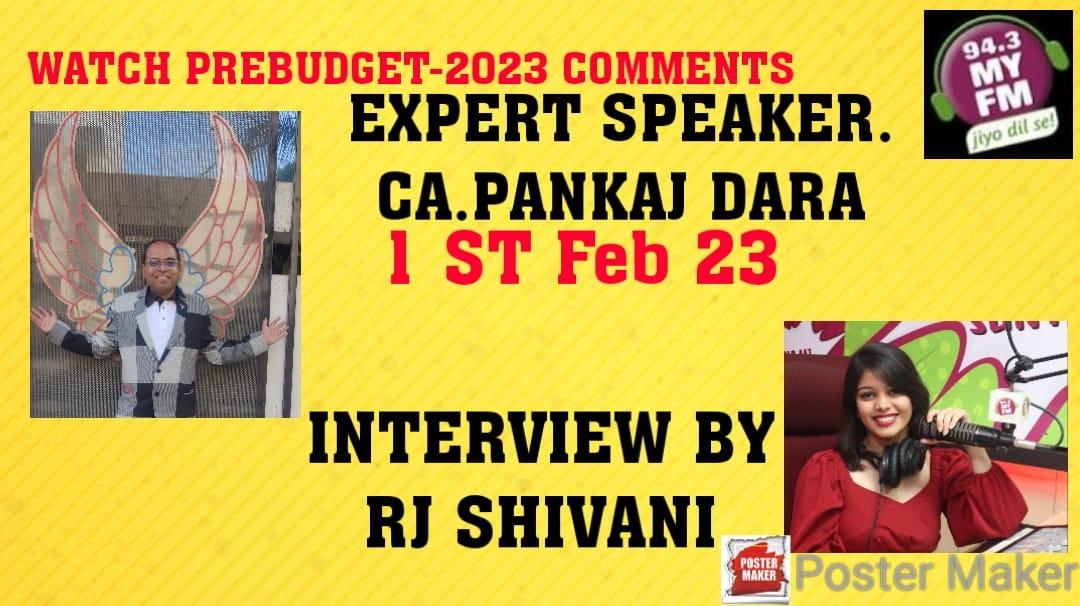 WATCH PREBUDGET-2023 COMMENTS
EXPERT SPEAKER.
CA.PANKAJ DARA
1 ST Feb 23
INTERVIEW BY
RJ SHIVANI
94.3
MY
FM
jiyo dil se!
POSTER
MAKER
Poster Maker